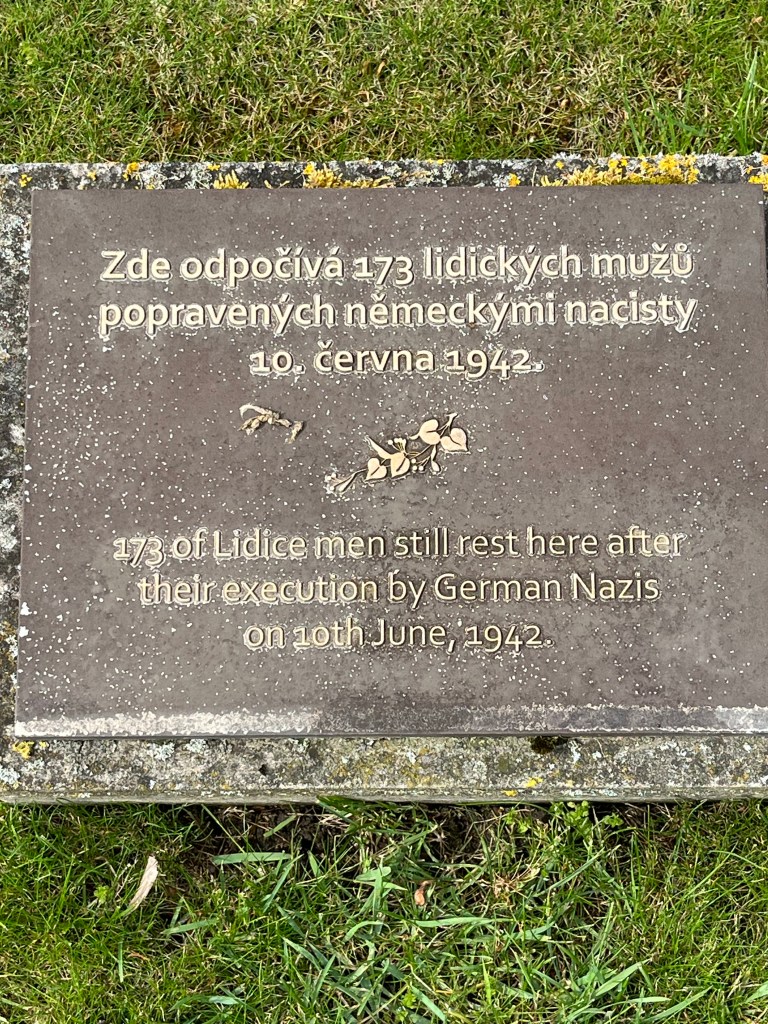 Zde odpočívá 173 lidických mužů
popravených německými nacisty
10. června 1942.
173 of Lidice men still rest here after
their execution by German Nazis
on 10th June, 1942.